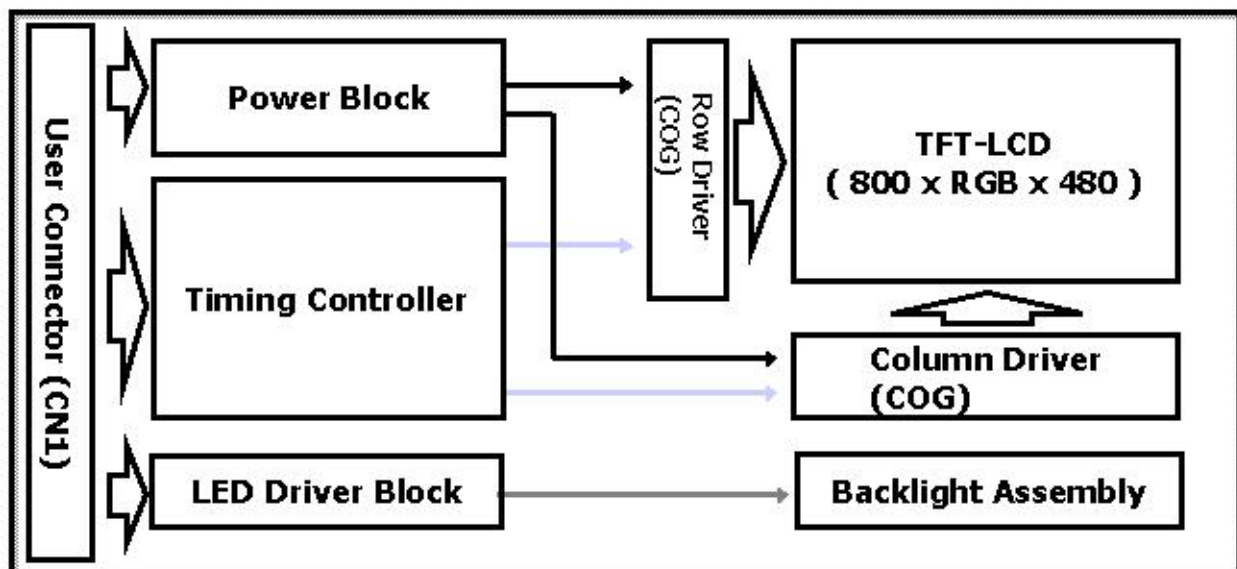 User Connector (CN1)
Power Block
Row Driver
(COG)
TFT-LCD
( 800 x RGB x 480 )
Timing Controller
Column Driver
(COG)
LED Driver Block
Backlight Assembly